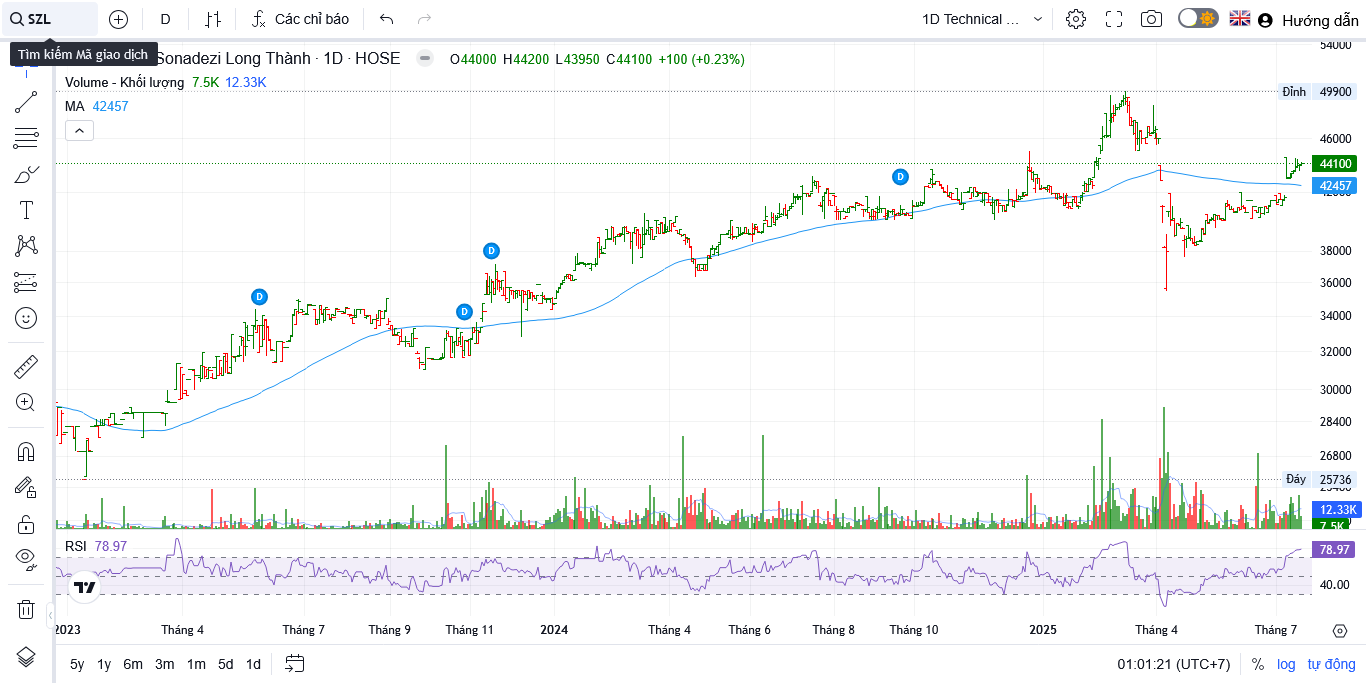 SZL
D
Các chỉ báo
1D Technical ...
Hướng dẫn
Tìm kiếm Mã giao dịch
Sonadezi Long Thành · 1D · HOSE
O44000 H44200 L43950 C44100 +100 (+0.23%)
Volume - Khối lượng 7.5K 12.33K
MA 42457
54000
Đỉnh 49900
46000
44100
42457
38000
36000
34000
32000
30000
28400
26800
Đáy 25736
12.33K
7.5K
D
D
D
D
RSI 78.97
78.97
40.00
2023 Tháng 4 Tháng 7 Tháng 9 Tháng 11 2024 Tháng 4 Tháng 6 Tháng 8 Tháng 10 2025 Tháng 4 Tháng 7
5y 1y 6m 3m 1m 5d 1d
01:01:21 (UTC+7) % log tự động